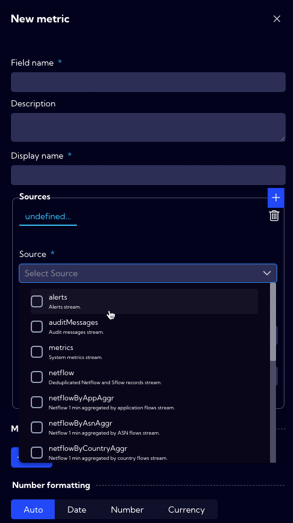 New metric
Field name *
Description
Display name *
Sources
undefined...
Source *
Select Source
alerts
Alerts stream.
auditMessages
Audit messages stream.
metrics
System metrics stream.
netflow
Deduplicated Netflow and Sflow records stream.
netflowByAppAggr
Netflow 1 min aggregated by application flows stream.
netflowByAsnAggr
Netflow 1 min aggregated by ASN flows stream.
netflowByCountryAggr
Netflow 1 min aggregated by country flows stream.
Number formatting
Auto Date Number Currency